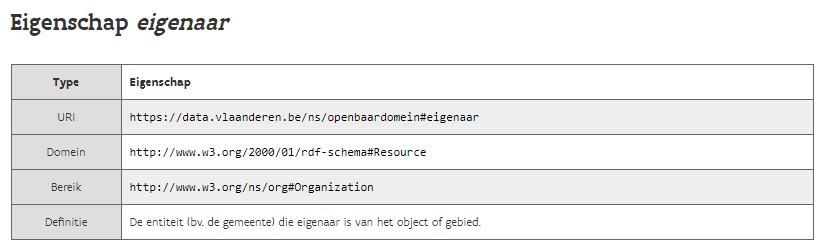 Eigenschap eigenaar
Type Eigenschap
URI https://data.vlaanderen.be/ns/openbaardomein#eigenaar
Domein http://www.w3.org/2000/01/rdf-schema#Resource
Bereik http://www.w3.org/ns/org#Organization
Definitie De entiteit (bv. de gemeente) die eigenaar is van het object of gebied.